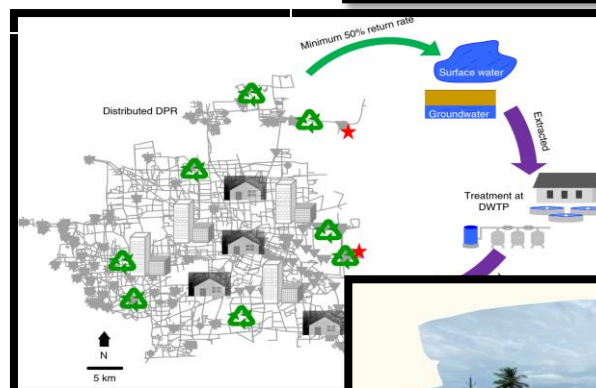 Minimum 50% return rate
Distributed DPR
Surface water
Groundwater
Extracted
Treatment at
DWTP
N
5 km